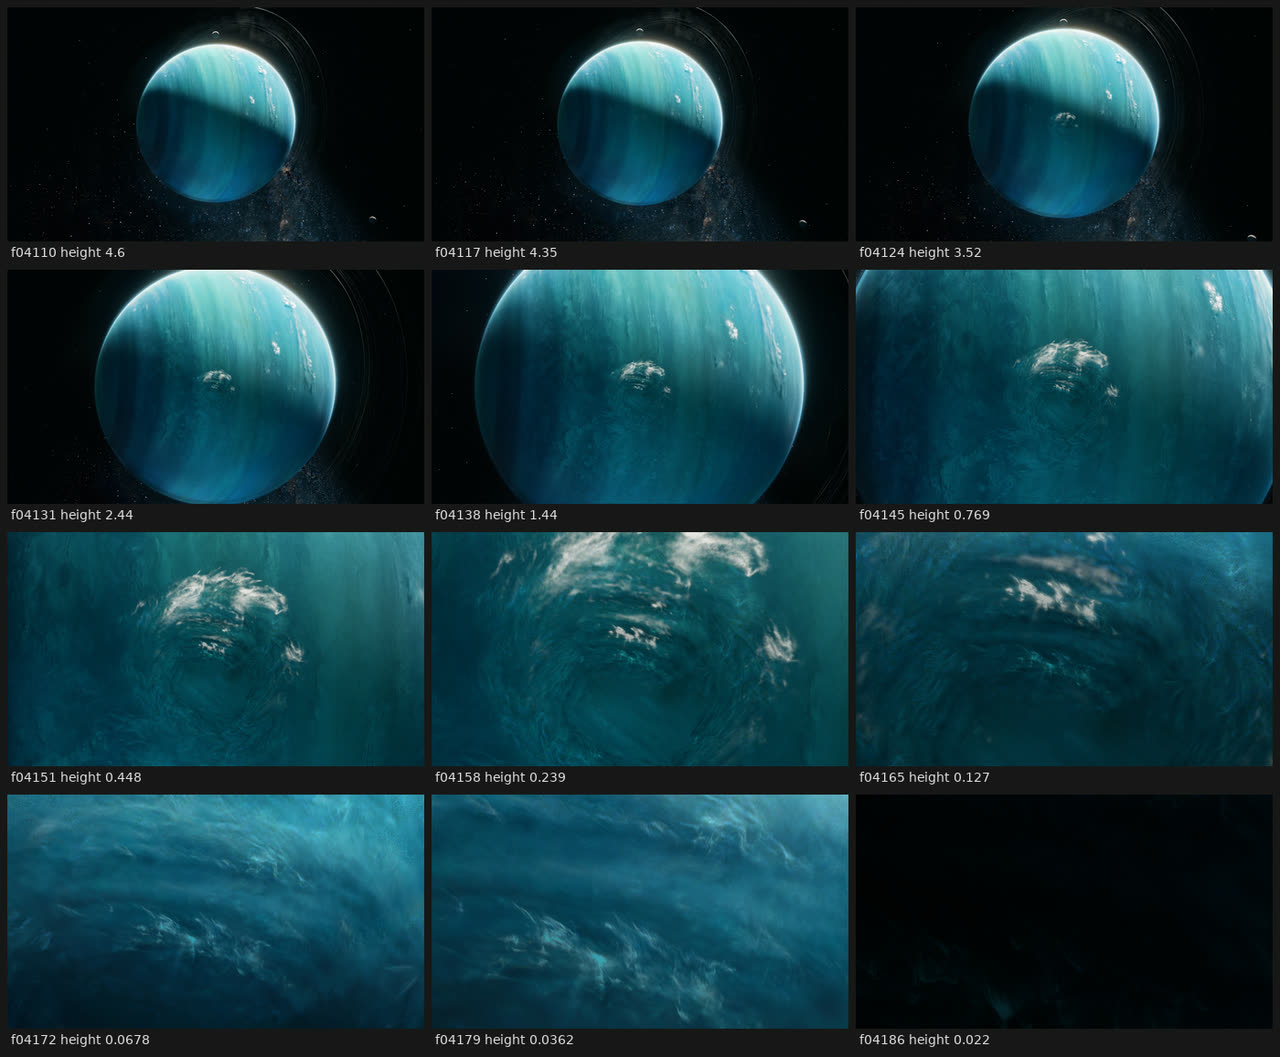 f04110 height 4.6
f04117 height 4.35
f04124 height 3.52
f04131 height 2.44
f04138 height 1.44
f04145 height 0.769
f04151 height 0.448
f04158 height 0.239
f04165 height 0.127
f04172 height 0.0678
f04179 height 0.0362
f04186 height 0.022